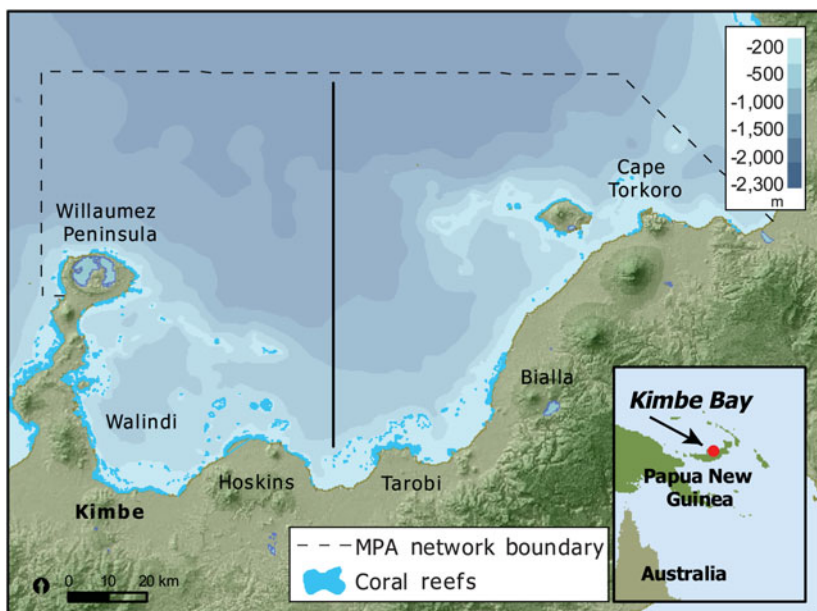 -200
-500
-1,000
-1,500
-2,000
-2,300
m
Cape
Torkoro
Willaumez
Peninsula
Bialla
Walindi
Hoskins
Tarobi
Kimbe
Kimbe Bay
Papua New
Guinea
Australia
MPA network boundary
Coral reefs
0 10 20 km